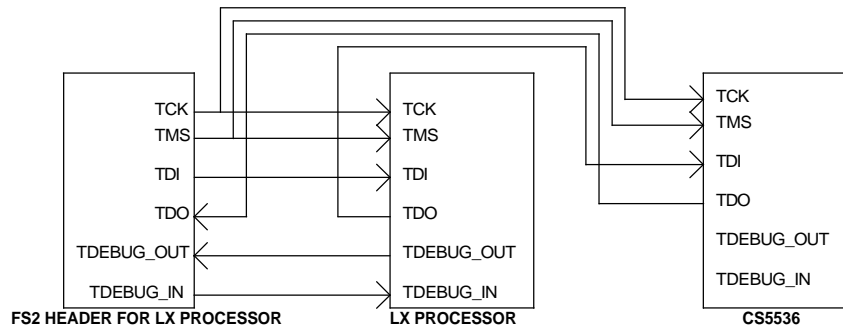 TCK
TMS
TDI
TDO
TDEBUG_OUT
TDEBUG_IN
FS2 HEADER FOR LX PROCESSOR
TCK
TMS
TDI
TDO
TDEBUG_OUT
TDEBUG_IN
LX PROCESSOR
TCK
TMS
TDI
TDO
TDEBUG_OUT
TDEBUG_IN
CS5536